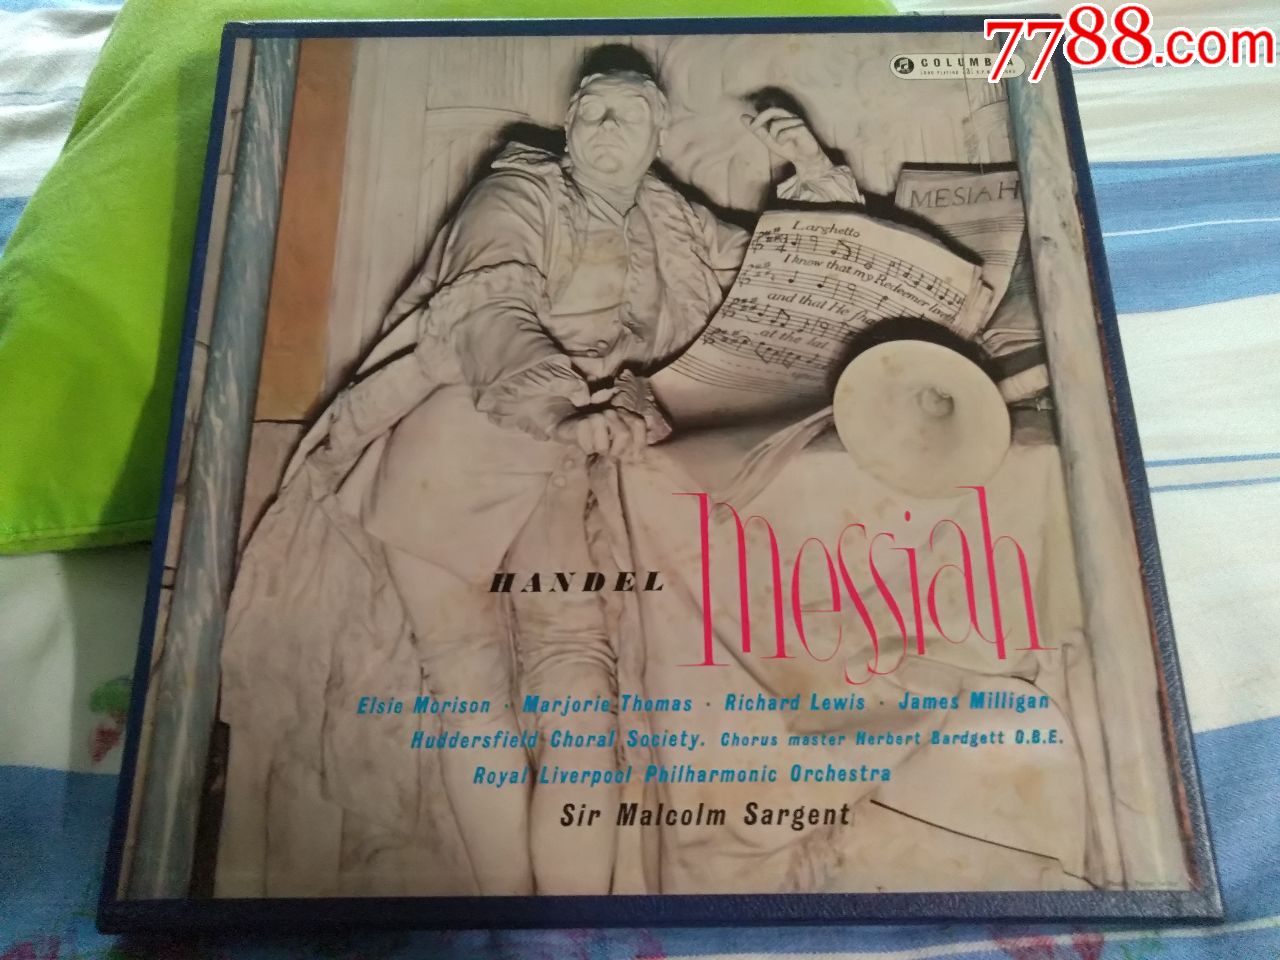 7788.com
COLUMBIA
MESIAH
Larghetto
I know that my Redeemer liveth
and that He
at the lat
HANDEL Messiah
Elsie Morison · Marjorie Thomas · Richard Lewis · James Milligan
Huddersfield Choral Society. Chorus master Herbert Bardgett O.B.E.
Royal Liverpool Philharmonic Orchestra
Sir Malcolm Sargent